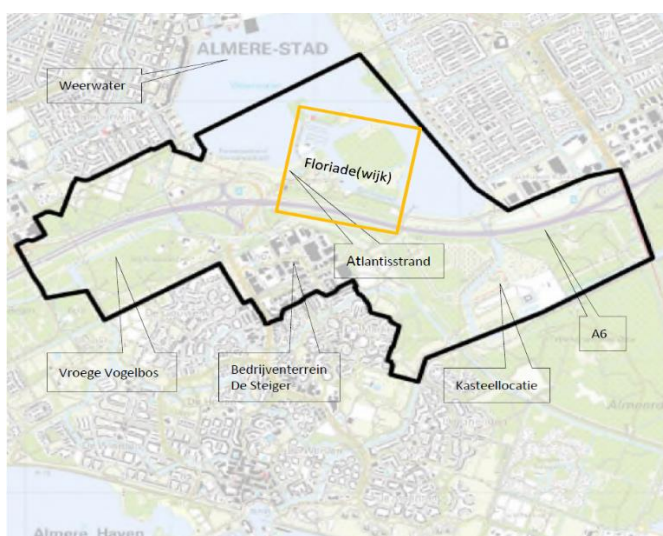 ALMERE-STAD
Weerwater
Floriade(wijk)
Atlantisstrand
A6
Vroege Vogelbos
Bedrijventerrein
De Steiger
Kasteellocatie
Almere Haven